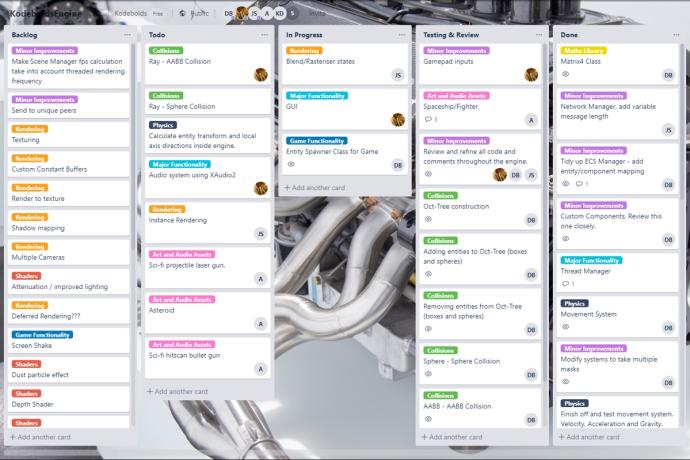 KodeboldsEngine
Kodebolds
Free
Public
DB
JS
A
KD
Invite
Backlog
Minor Improvements
Make Scene Manager fps calculation
take into account threaded rendering
frequency
Minor Improvements
Send to unique peers
Rendering
Texturing
Rendering
Custom Constant Buffers
Rendering
Render to texture
Rendering
Shadow mapping
Rendering
Multiple Cameras
Shaders
Attenuation / improved lighting
Rendering
Deferred Rendering???
Game Functionality
Screen Shake
Shaders
Dust particle effect
Shaders
Depth Shader
Shaders
+ Add another card
Todo
Collisions
Ray - AABB Collision
Collisions
Ray - Sphere Collision
Physics
Calculate entity transform and local
axis directions inside engine.
Major Functionality
Audio system using XAudio2
Rendering
Instance Rendering
JS
Art and Audio Assets
Sci-fi projectile laser gun.
A
Art and Audio Assets
Asteroid
A
Art and Audio Assets
Sci-fi hitscan bullet gun
A
+ Add another card
In Progress
Rendering
Blend/Rasteriser states
JS
Major Functionality
GUI
Game Functionality
Entity Spawner Class for Game
DB
+ Add another card
Testing & Review
Minor Improvements
Gamepad inputs
Art and Audio Assets
Spaceship/Fighter
3
A
Minor Improvements
Review and refine all code and
comments throughout the engine.
DB JS
Collisions
Oct-Tree construction
DB
Collisions
Adding entities to Oct-Tree (boxes
and spheres)
DB
Collisions
Removing entities from Oct-Tree
(boxes and spheres)
DB
Collisions
Sphere - Sphere Collision
DB
Collisions
AABB - AABB Collision
DB
+ Add another card
Done
Maths Library
Matrix4 Class
DB
Minor Improvements
Network Manager, add variable
message length
JS
Minor Improvements
Tidy up ECS Manager - add
entity/component mapping
1
DB
Minor Improvements
Custom Components. Review this
one closely.
DB
Major Functionality
Thread Manager
1
Physics
Movement System
DB
Minor Improvements
Modify systems to take multiple
masks
DB
Physics
Finish off and test movement system.
Velocity, Acceleration and Gravity.
+ Add another card